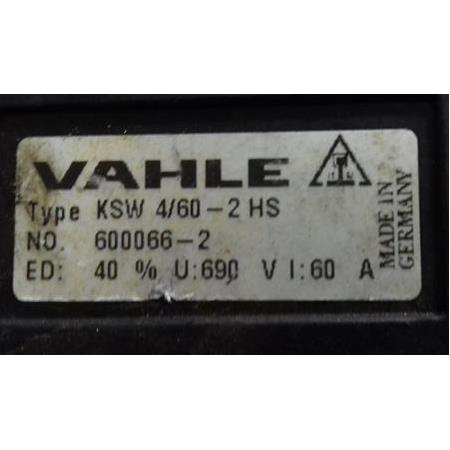 VAHLE
Type KSW 4/60-2 HS
NO. 600066-2
ED: 40 % U:690 V I:60 A
MADE IN
GERMANY